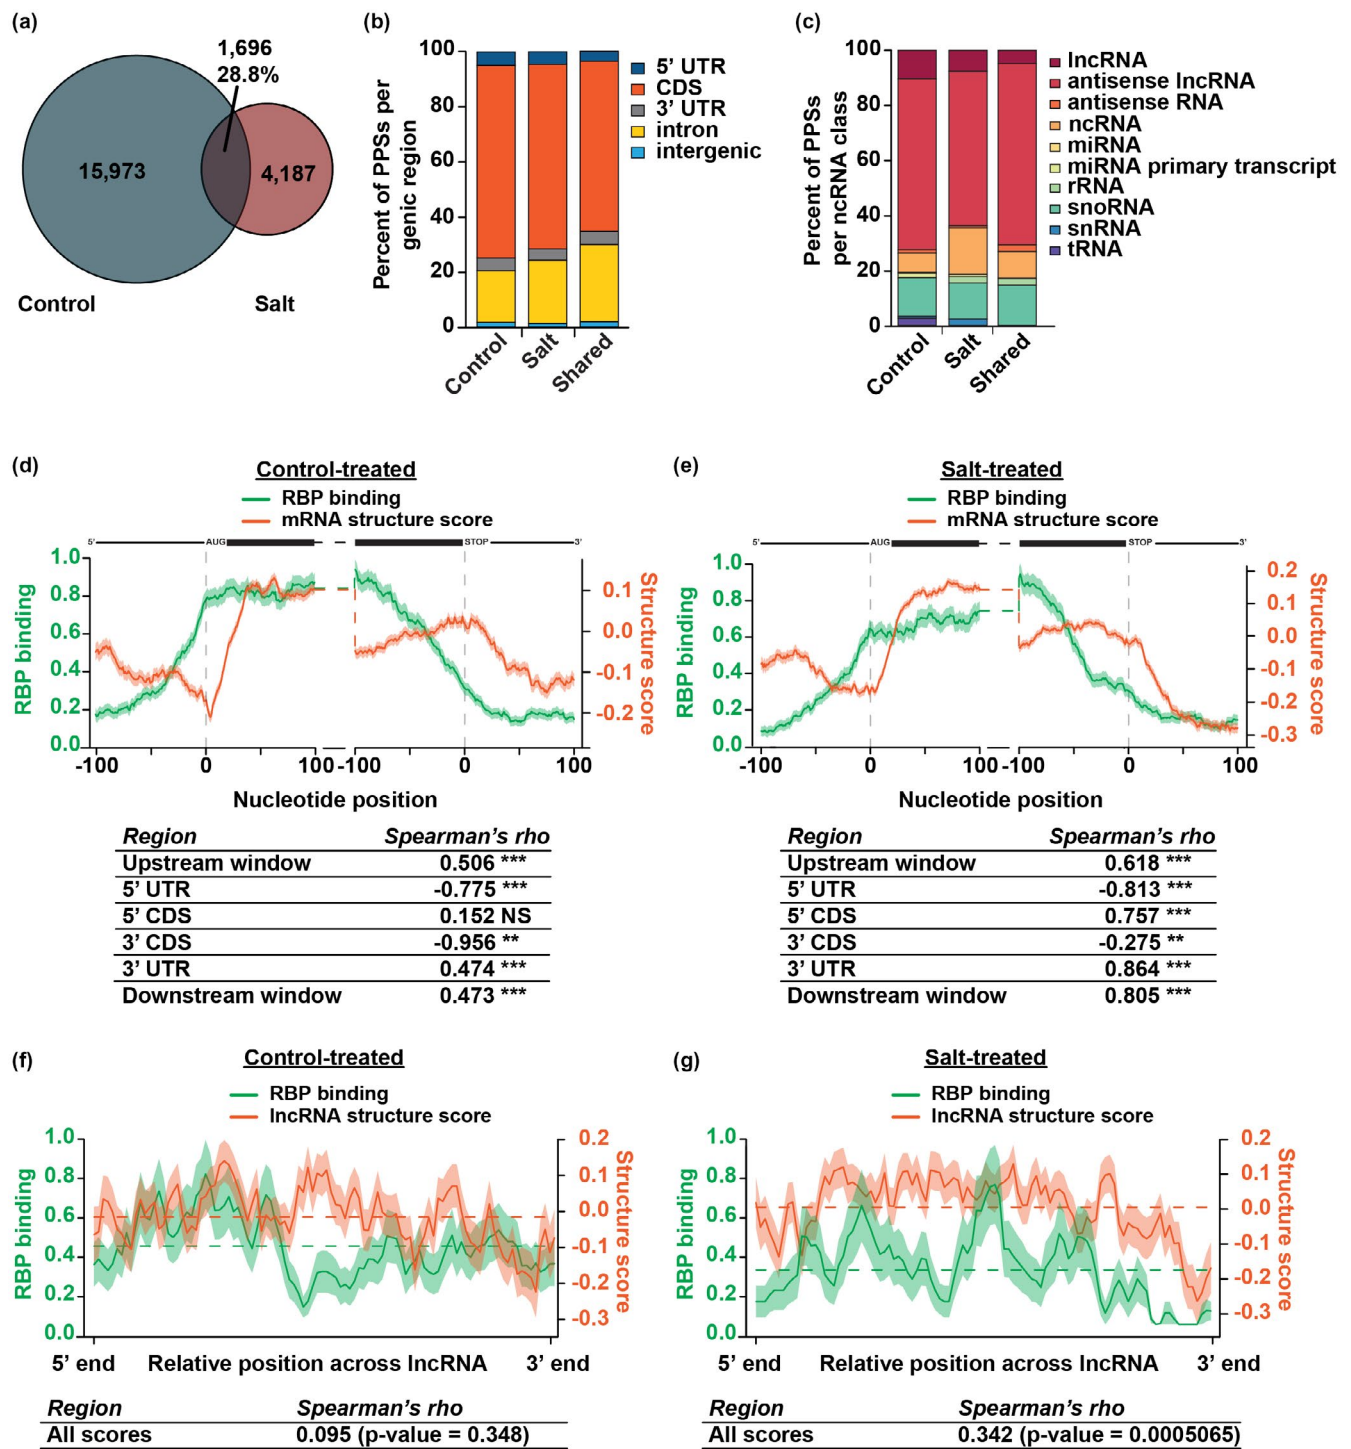 (a)
1,696
28.8%
15,973
4,187
Control
Salt
(b)
Percent of PPSs per
genic region
100
80
60
40
20
0
Control
Salt
Shared
5’ UTR
CDS
3’ UTR
intron
intergenic
(c)
Percent of PPSs
per ncRNA class
100
80
60
40
20
0
Control
Salt
Shared
lncRNA
antisense lncRNA
antisense RNA
ncRNA
miRNA
miRNA primary transcript
rRNA
snoRNA
snRNA
tRNA
(d)
Control-treated
RBP binding
mRNA structure score
5’ AUG STOP 3’
RBP binding
1.0
0.8
0.6
0.4
0.2
0.0
0.1
0.0
-0.1
-0.2
Structure score
-100 0 100 -100 0 100
Nucleotide position
Region Spearman’s rho
Upstream window 0.506 ***
5’ UTR -0.775 ***
5’ CDS 0.152 NS
3’ CDS -0.956 **
3’ UTR 0.474 ***
Downstream window 0.473 ***
(e)
Salt-treated
RBP binding
mRNA structure score
5’ AUG STOP 3’
RBP binding
1.0
0.8
0.6
0.4
0.2
0.0
0.2
0.1
0.0
-0.1
-0.2
-0.3
Structure score
-100 0 100 -100 0 100
Nucleotide position
Region Spearman’s rho
Upstream window 0.618 ***
5’ UTR -0.813 ***
5’ CDS 0.757 ***
3’ CDS -0.275 **
3’ UTR 0.864 ***
Downstream window 0.805 ***
(f)
Control-treated
RBP binding
lncRNA structure score
RBP binding
1.0
0.8
0.6
0.4
0.2
0.0
0.2
0.1
0.0
-0.1
-0.2
-0.3
Structure score
5’ end Relative position across lncRNA 3’ end
Region Spearman’s rho
All scores 0.095 (p-value = 0.348)
(g)
Salt-treated
RBP binding
lncRNA structure score
RBP binding
1.0
0.8
0.6
0.4
0.2
0.0
0.2
0.1
0.0
-0.1
-0.2
-0.3
Structure score
5’ end Relative position across lncRNA 3’ end
Region Spearman’s rho
All scores 0.342 (p-value = 0.0005065)